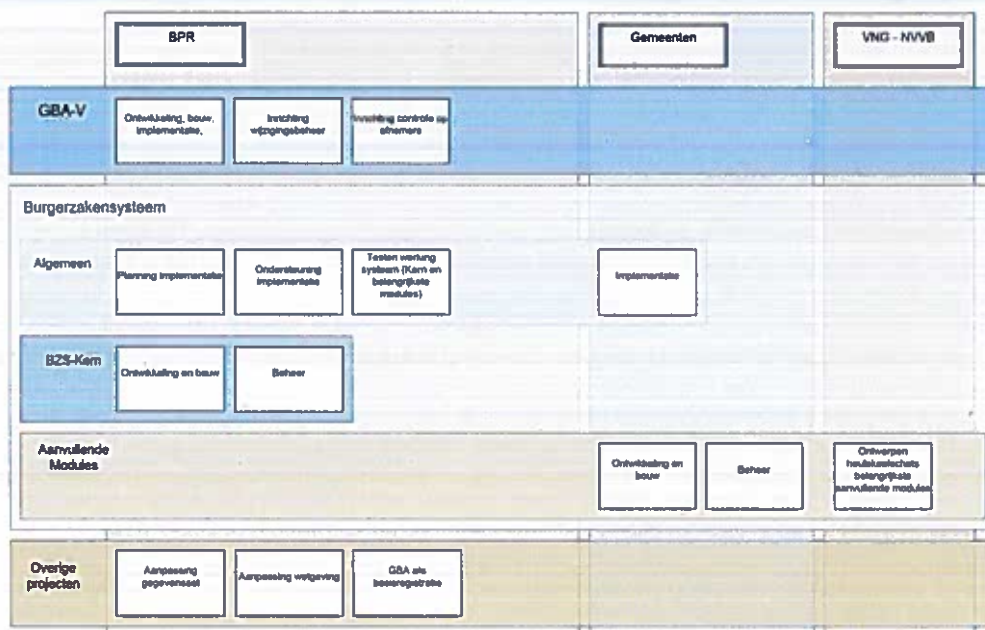 BPR
Gemeenten
VNG - NVVB
GBA-V
Ontwikkeling, bouw,
implementatie,
Inrichting
wijzigingsbeheer
Inrichting controle op
afnemers
Burgerzakensysteem
Algemeen
Planning implementatie
Ondersteuning
implementatie
Testen werking
systeem (Kern en
belangrijkste
modules)
Implementatie
BZS-Kern
Ontwikkeling en bouw
Beheer
Aanvullende
Modules
Ontwikkeling en
bouw
Beheer
Ontwerpen
belangrijkste
aanvullende modules
Overige
projecten
Aanpassing
gegevensset
Aanpassing wetgeving
GBA als
basisregistratie